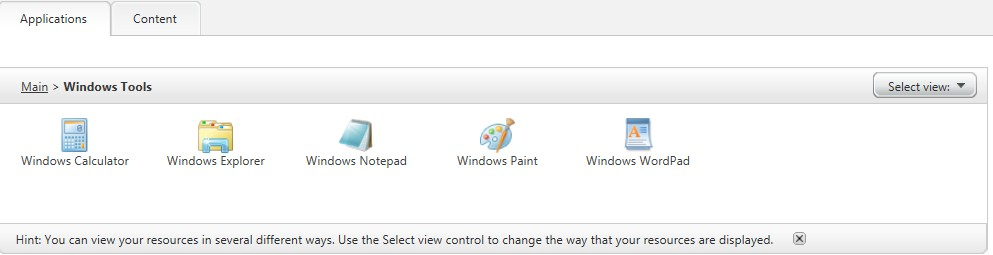 Applications
Content
Main > Windows Tools
Select view:
Windows Calculator
Windows Explorer
Windows Notepad
Windows Paint
Windows WordPad
Hint: You can view your resources in several different ways. Use the Select view control to change the way that your resources are displayed.